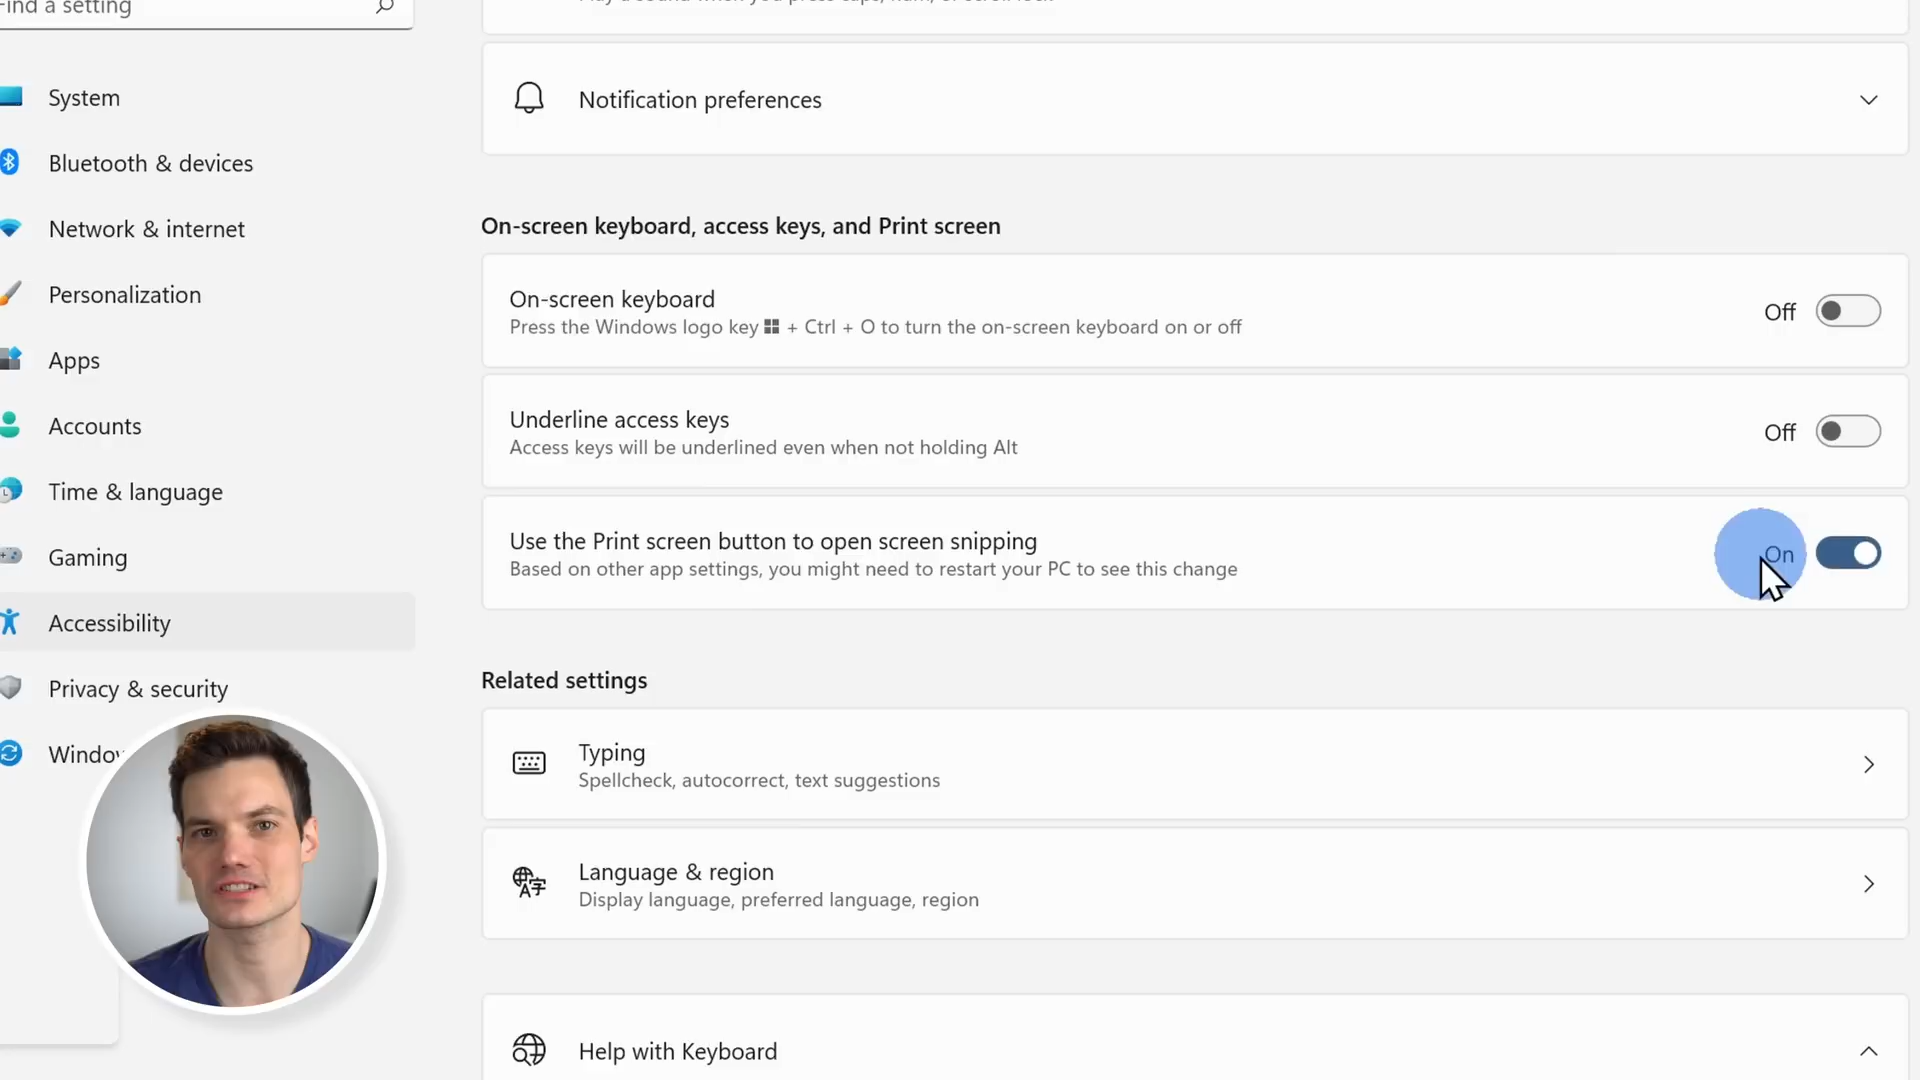 Find a setting
System
Bluetooth & devices
Network & internet
Personalization
Apps
Accounts
Time & language
Gaming
Accessibility
Privacy & security
Notification preferences
On-screen keyboard, access keys, and Print screen
On-screen keyboard
Press the Windows logo key + Ctrl + O to turn the on-screen keyboard on or off
Off
Underline access keys
Access keys will be underlined even when not holding Alt
Off
Use the Print screen button to open screen snipping
Based on other app settings, you might need to restart your PC to see this change
On
Related settings
Typing
Spellcheck, autocorrect, text suggestions
Language & region
Display language, preferred language, region
Help with Keyboard